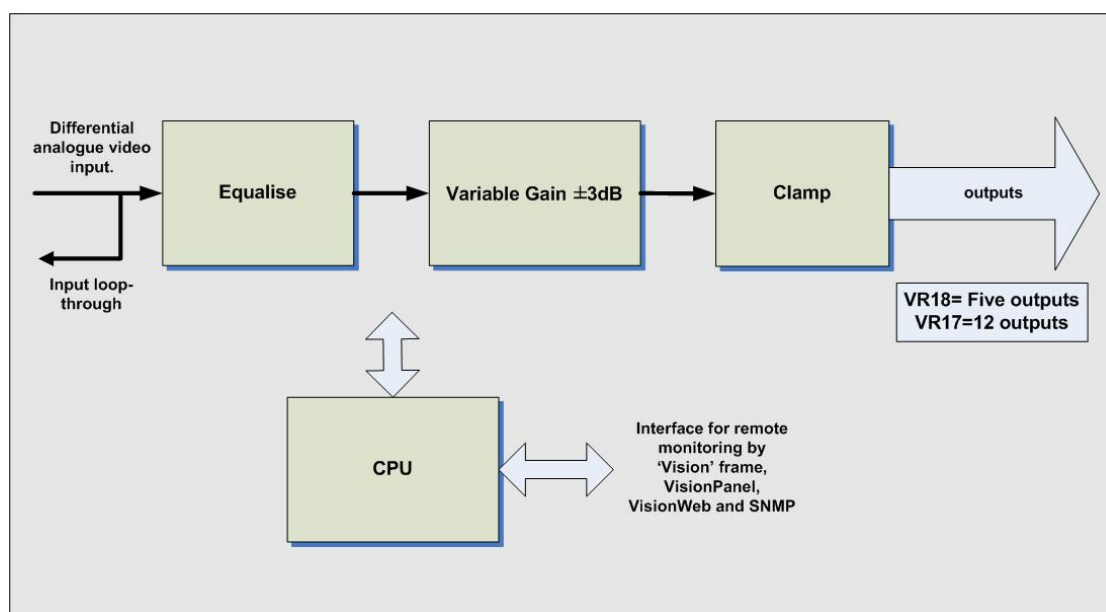 Differential
analogue video
input.
Equalise
Variable Gain ±3dB
Clamp
outputs
Input loop-
through
VR18= Five outputs
VR17=12 outputs
CPU
Interface for remote
monitoring by
‘Vision’ frame,
VisionPanel,
VisionWeb and SNMP